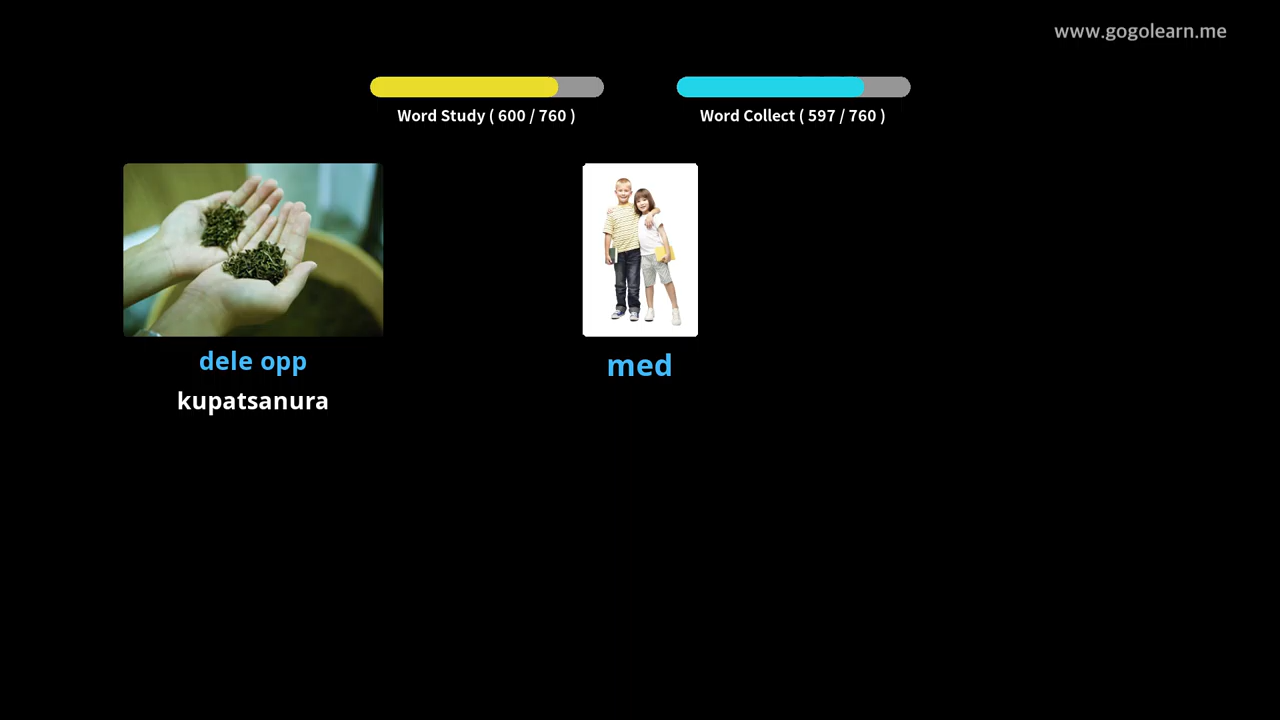 www.gogolearn.me
Word Study ( 600 / 760 )
Word Collect ( 597 / 760 )
dele opp
kupatsanura
med